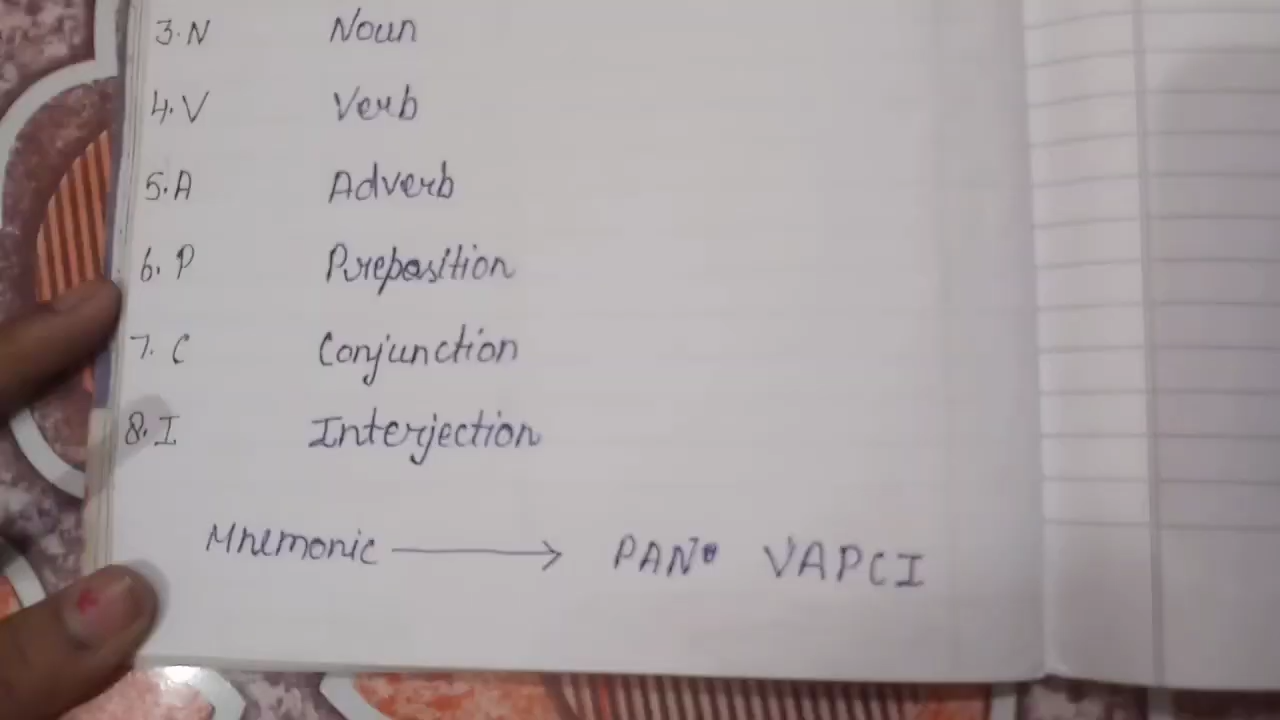 3. N Noun
4. V Verb
5. A Adverb
6. P Preposition
7. C Conjunction
8. I Interjection
Mnemonic → PAN VAPCI